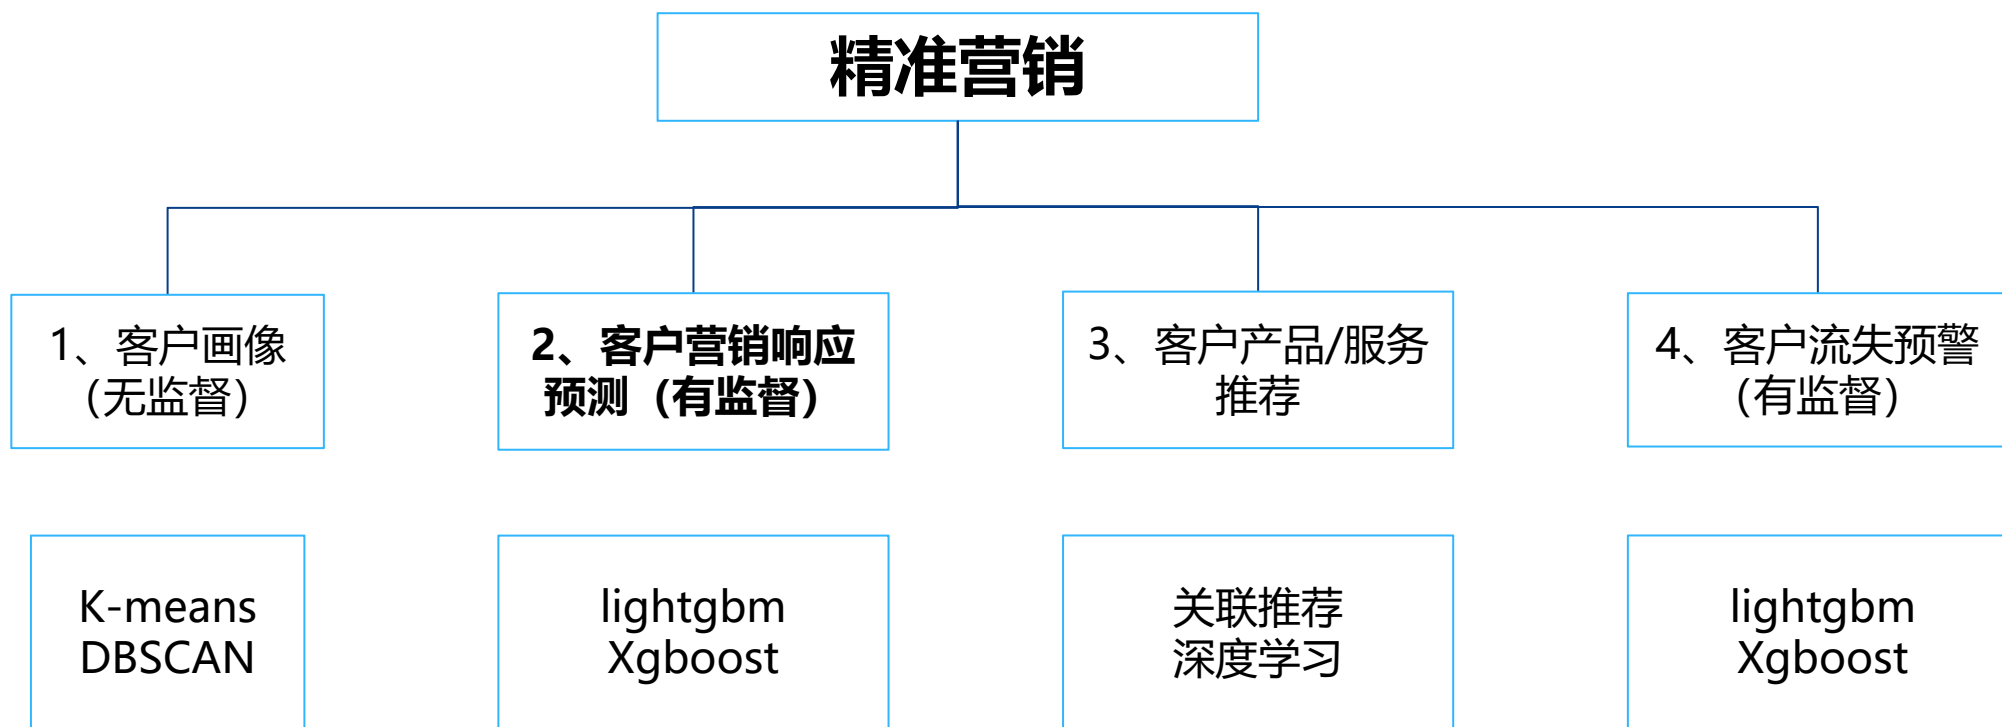 精准营销
1、客户画像
（无监督）
2、客户营销响应
预测（有监督）
3、客户产品/服务
推荐
4、客户流失预警
（有监督）
K-means
DBSCAN
lightgbm
Xgboost
关联推荐
深度学习
lightgbm
Xgboost